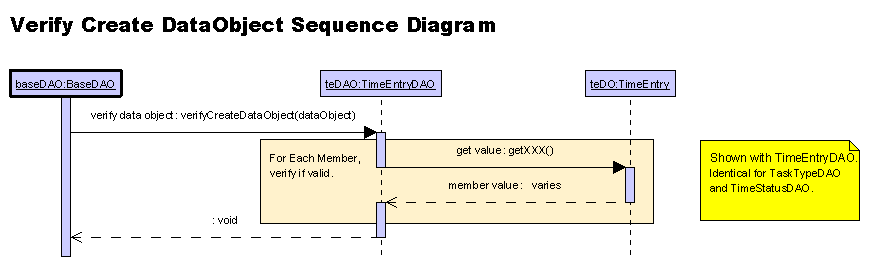 Verify Create DataObject Sequence Diagram
baseDAO:BaseDAO
teDAO:TimeEntryDAO
teDO:TimeEntry
verify data object : verifyCreateDataObject(dataObject)
For Each Member,
verify if valid.
get value : getXXX()
member value : varies
: void
Shown with TimeEntryDAO.
Identical for TaskTypeDAO
and TimeStatusDAO.